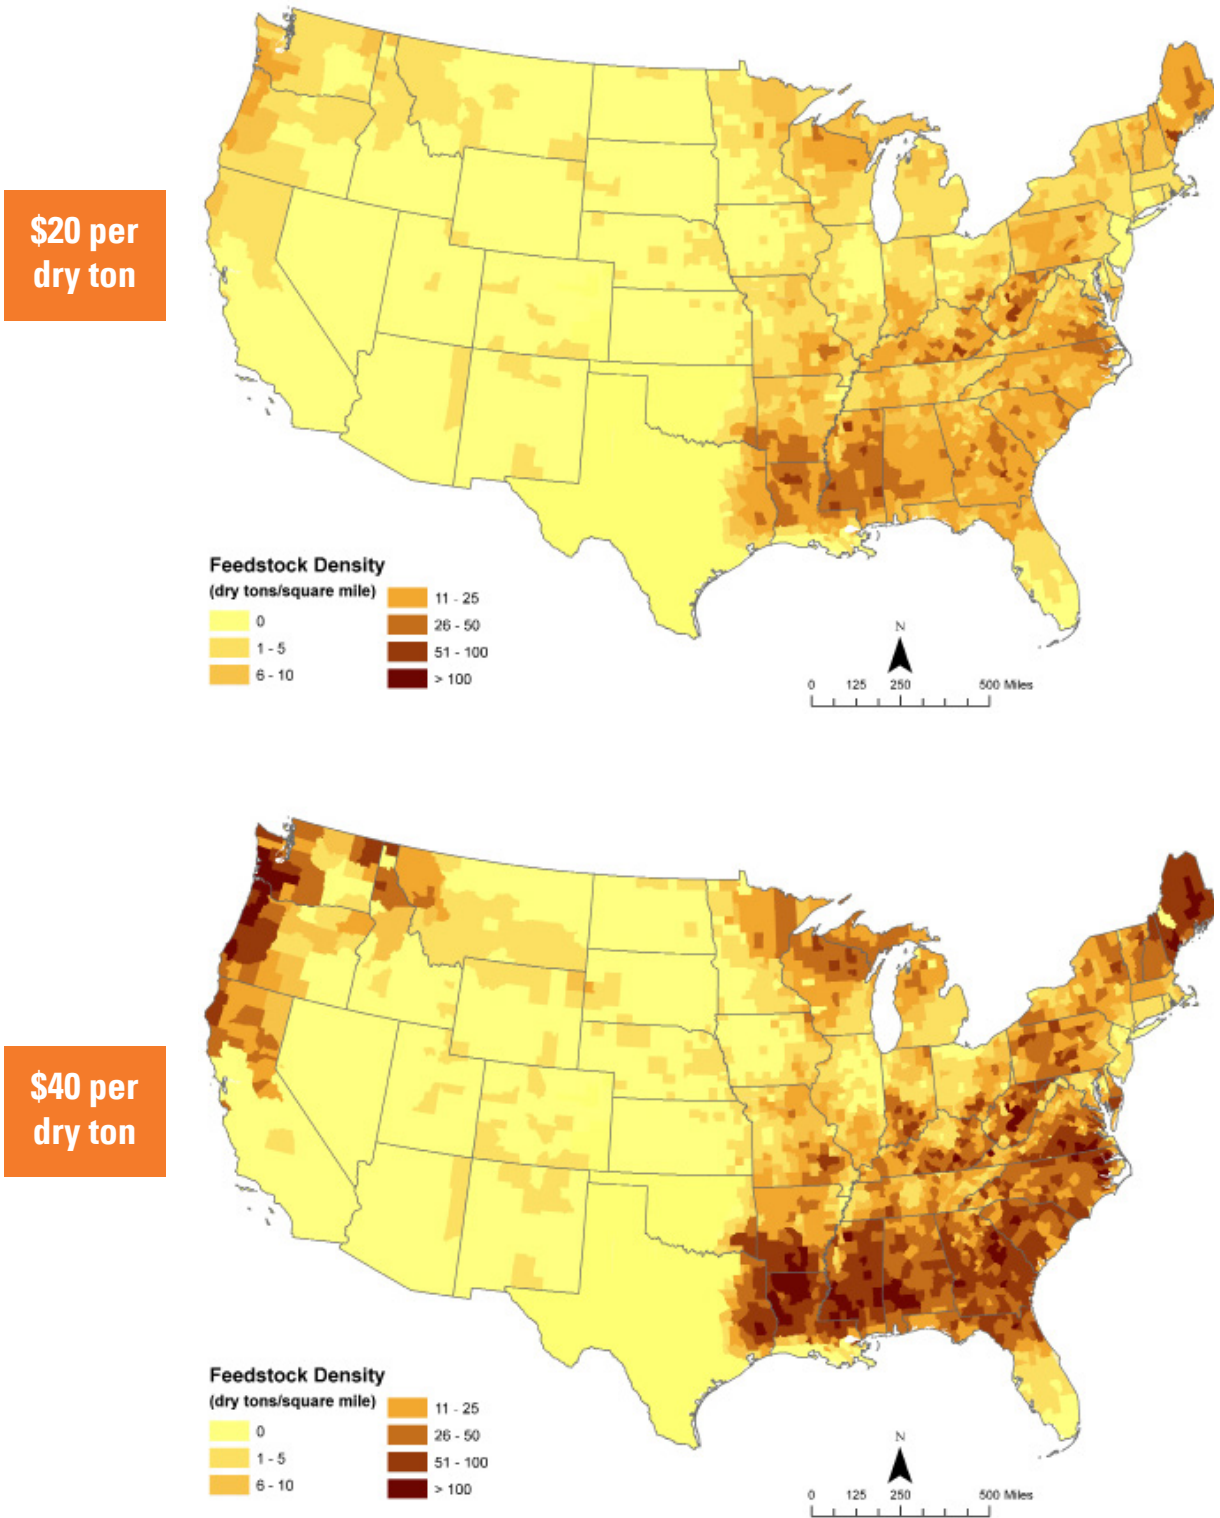 $20 per
dry ton
Feedstock Density
(dry tons/square mile)
0
1 - 5
6 - 10
11 - 25
26 - 50
51 - 100
> 100
N
0 125 250 500 Miles
$40 per
dry ton
Feedstock Density
(dry tons/square mile)
0
1 - 5
6 - 10
11 - 25
26 - 50
51 - 100
> 100
N
0 125 250 500 Miles